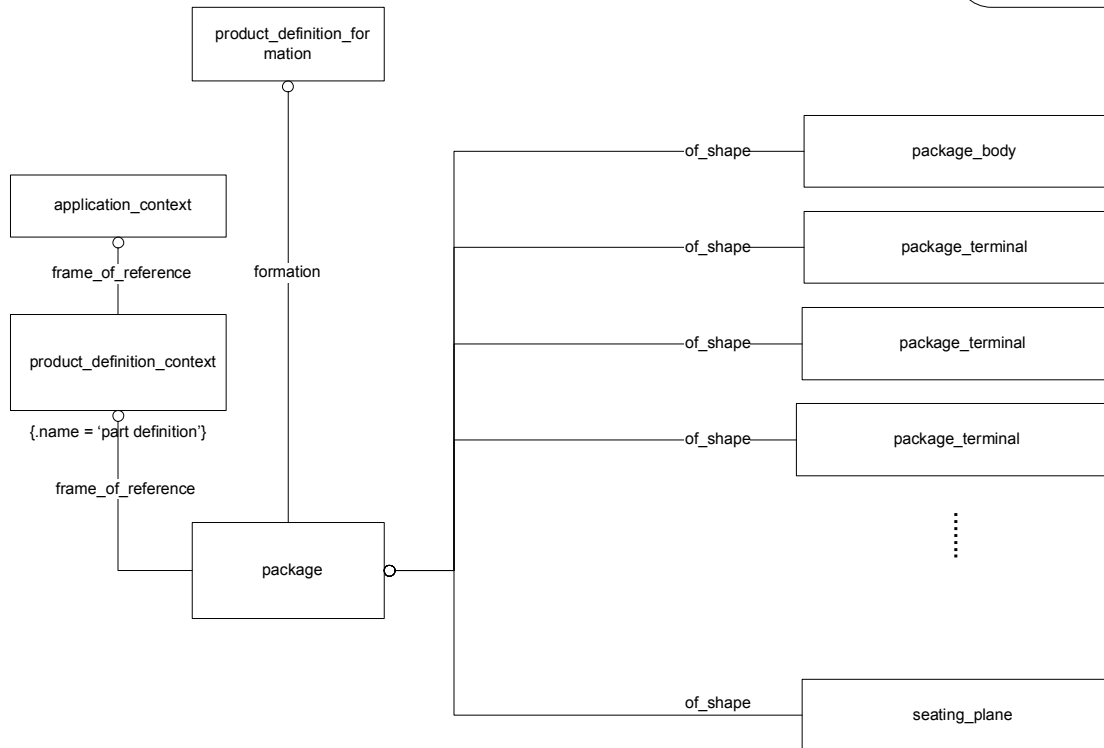 product_definition_for
mation
of_shape
package_body
application_context
of_shape
package_terminal
frame_of_reference
formation
of_shape
package_terminal
product_definition_context
{.name = ‘part definition’}
of_shape
package_terminal
frame_of_reference
package
of_shape
seating_plane